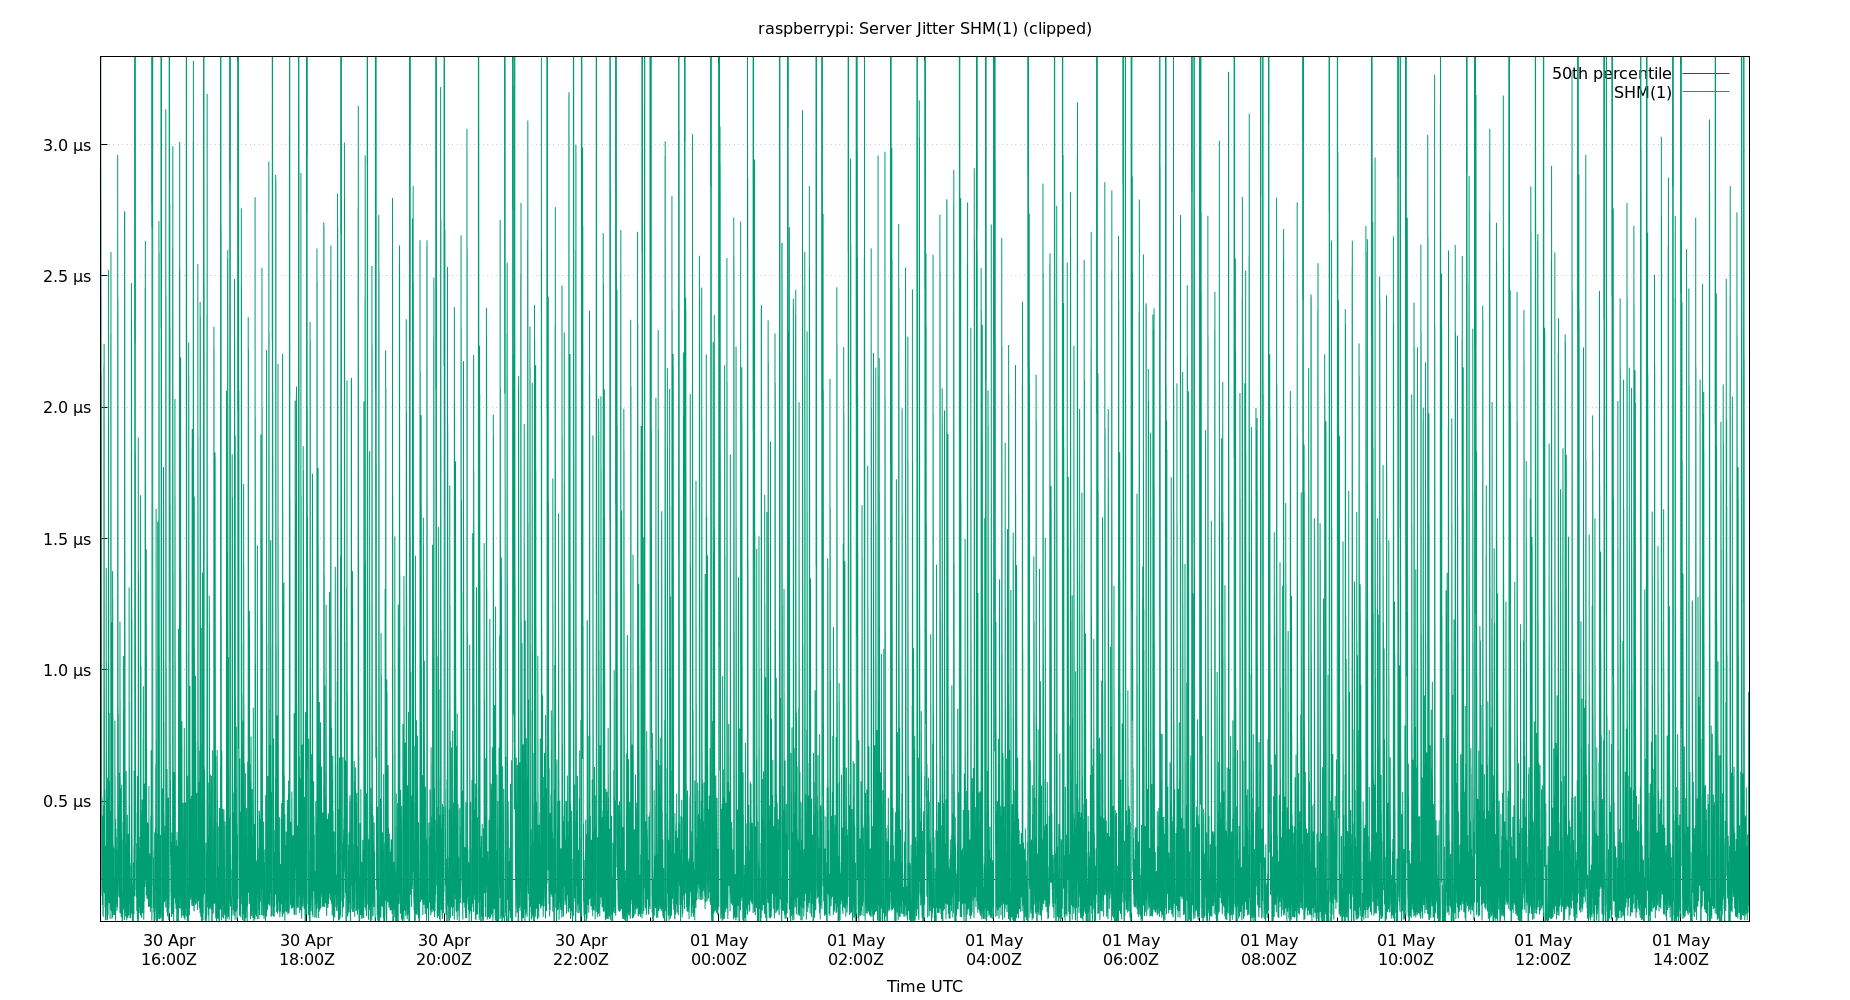 raspberrypi: Server Jitter SHM(1) (clipped)
50th percentile
SHM(1)
3.0 µs
2.5 µs
2.0 µs
1.5 µs
1.0 µs
0.5 µs
30 Apr 30 Apr 30 Apr 30 Apr 01 May 01 May 01 May 01 May 01 May 01 May 01 May 01 May
16:00Z 18:00Z 20:00Z 22:00Z 00:00Z 02:00Z 04:00Z 06:00Z 08:00Z 10:00Z 12:00Z 14:00Z
Time UTC